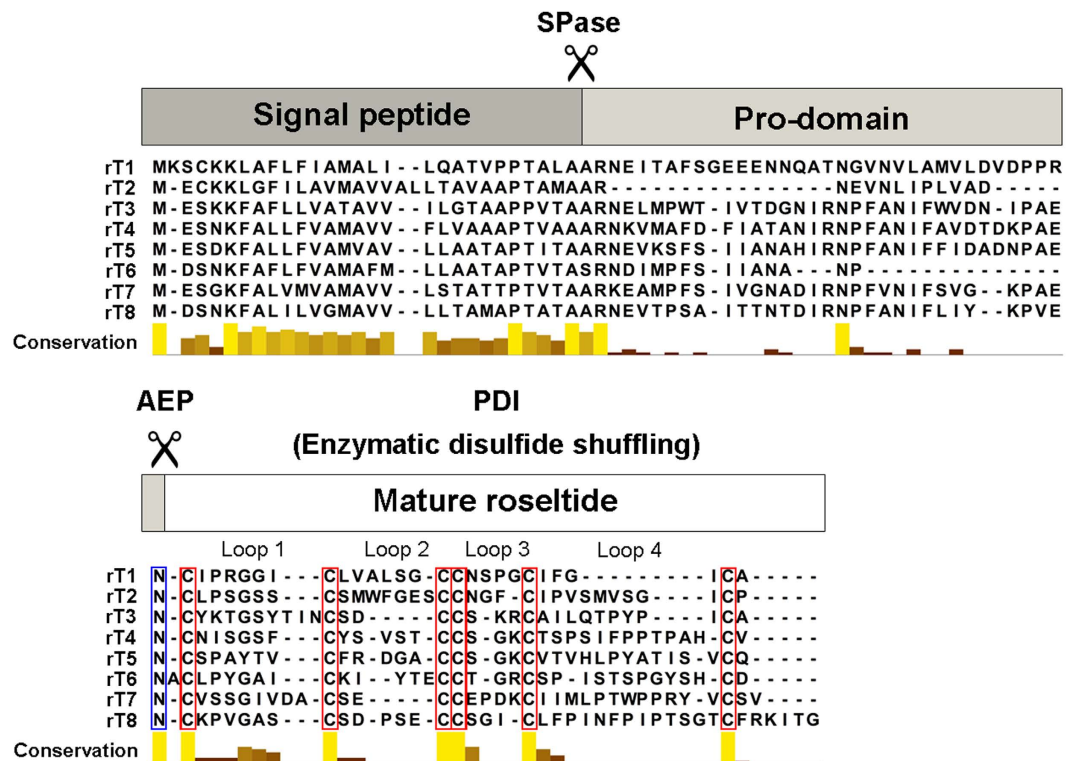 SPase
Signal peptide Pro-domain
rT1 MKSCKKLAFLFIAMALI--LQATVPPTALAARNEITAFSGEEENNQATNGVNVLAMVLDVDPPR
rT2 M-ECKKLGFILAVMAVVALLTAVAAPTAMAAR----------------NEVNLIPLVAD-----
rT3 M-ESKKFAFLLVATAVV--ILGTAAPPVTAARNELMPWT-IVTDGNIRNPFANIFWVDN-IPAE
rT4 M-ESNKFALLIVAMAVV--FLVAAAPTVAAARNKVMAFD-FIATANIRNPFANIFAVDTDKPAE
rT5 M-ESDKFALLFVAMVAV--LLAATAPTITAARNEVKSFS-IIANAHIRNPFANIFFIDADNPAE
rT6 M-DSNKFAFLFVAMAFM--LLAATAPTVTASRNDIMPFS-IIANA---NP--------------
rT7 M-ESGKFALVMVAMAVV--LSTATTPTVTAARKEAMPFS-IVGNADIRNPFVNIFSVG--KPAE
rT8 M-DSNKFALILVGMAVV--LLTAMAPTATAAREVTPSA-ITTNTDIRNPFANIFLIY--KPVE
Conservation
AEP PDI
(Enzymatic disulfide shuffling)
Mature roseltide
Loop 1 Loop 2 Loop 3 Loop 4
rT1 N-CIPRGGI---CLVALSG-CCNSPGCIFG---------ICA-----
rT2 N-CLPSGSS---CSMWFGESCCNGF-CIPVSMVSG----ICP-----
rT3 N-CYKTGSYTINCSD-----CCS-KRCAILQTPYP----ICA-----
rT4 N-CNISGSF---CYS-VST-CCS-GKCTSPSIFPPTPAH-CV-----
rT5 N-CSPAYTV---CFR-DGA-CCS-GKCVTVHLPYATIS-VCQ-----
rT6 NACLPYGAI---CKI--YTECCT-GRCSP-ISTSPGYSH-CD-----
rT7 N-CVSSGIVDA-CSE-----CCEPDKCIIMLPTWPPRY-VCSV----
rT8 N-CKPVGAS---CSD-PSE-CCSGI-CLFPINFPIPTSGTCFRKITG
Conservation